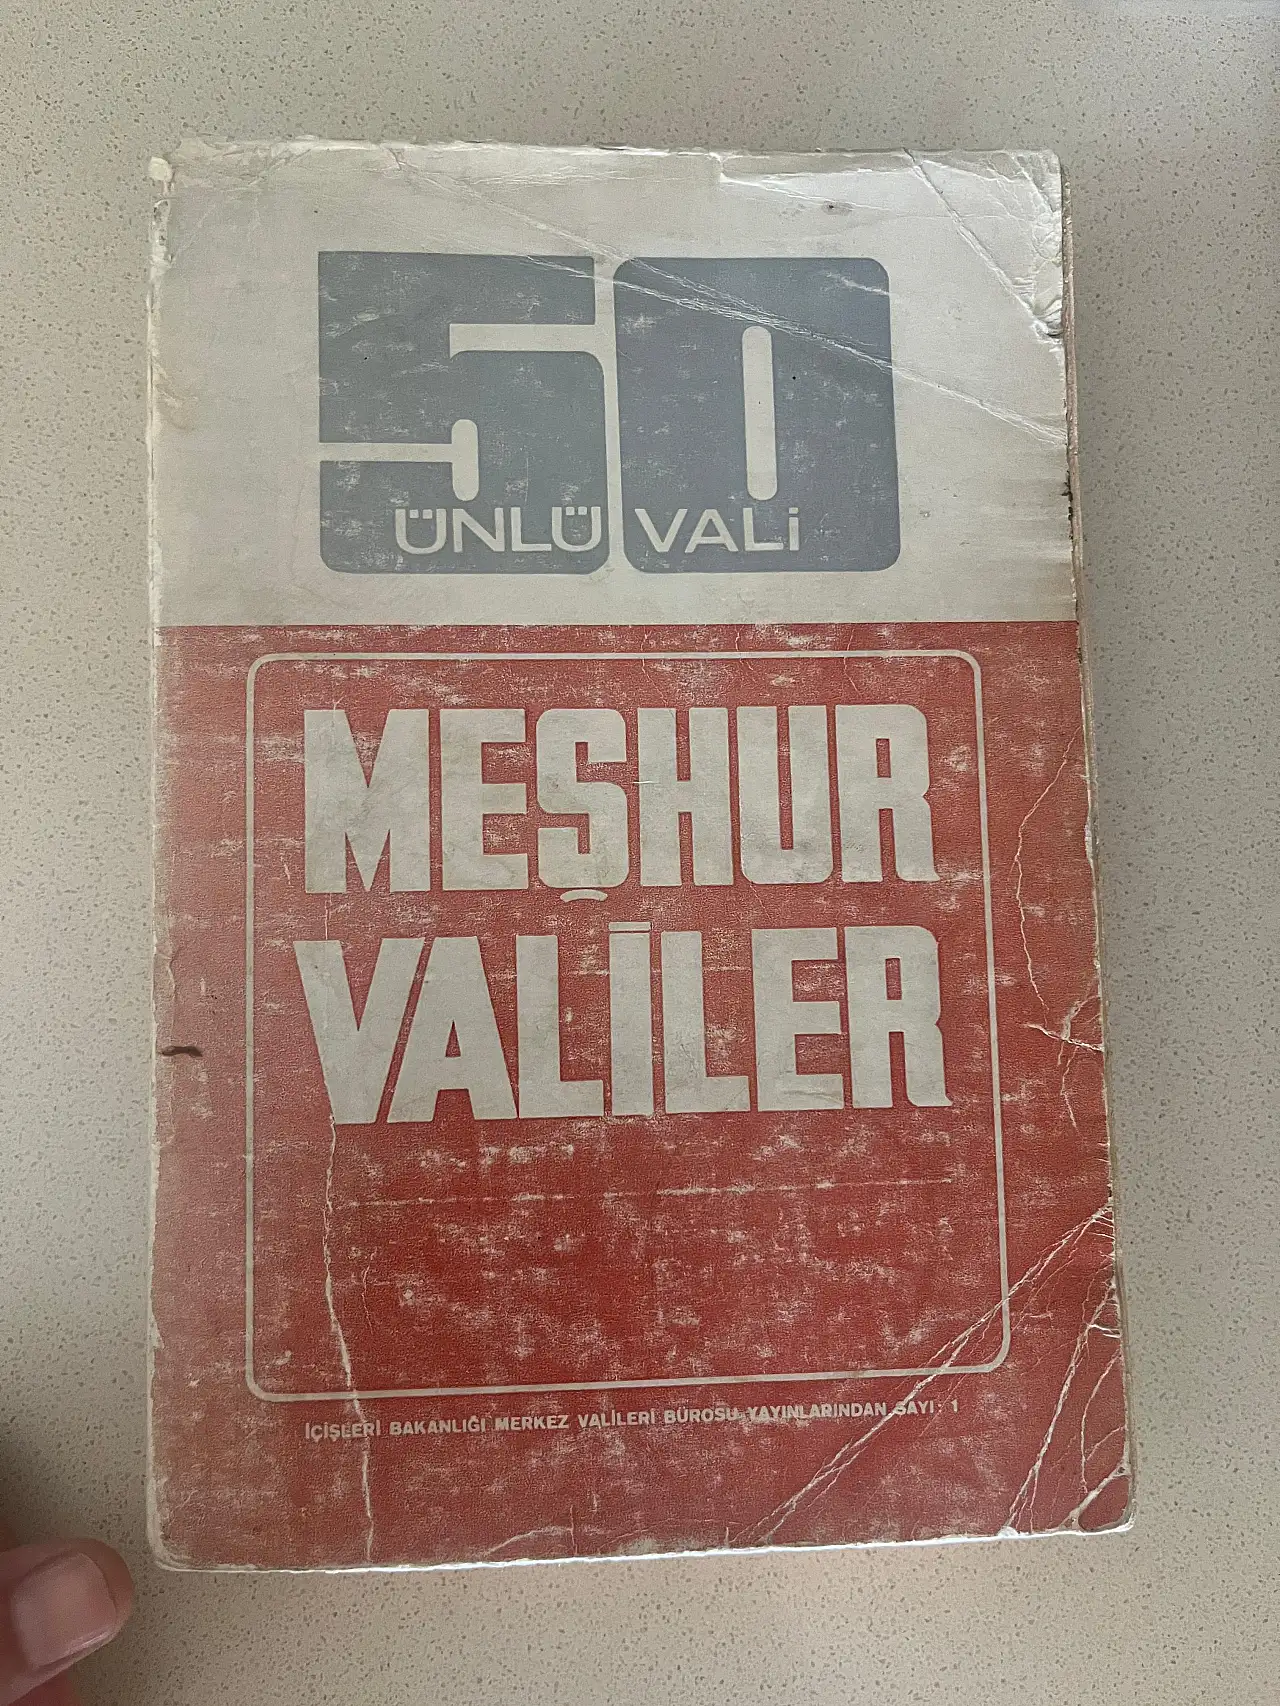 50
ÜNLÜ VALİ
MEŞHUR
VALİLER
İÇİŞLERİ BAKANLIĞI MERKEZ VALİLERİ BÜROSU YAYINLARINDAN SAYI: 1